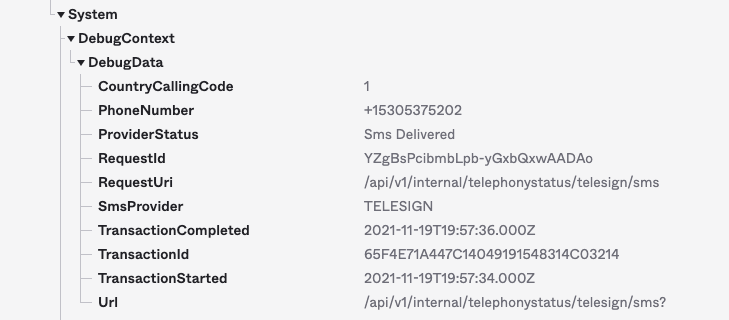 System
DebugContext
DebugData
CountryCallingCode 1
PhoneNumber +15305375202
ProviderStatus Sms Delivered
RequestId YZgBsPcibmbLpb-yGxbQxwAADAo
RequestUri /api/v1/internal/telephonystatus/telesign/sms
SmsProvider TELESIGN
TransactionCompleted 2021-11-19T19:57:36.000Z
TransactionId 65F4E71A447C14049191548314C03214
TransactionStarted 2021-11-19T19:57:34.000Z
Url /api/v1/internal/telephonystatus/telesign/sms?